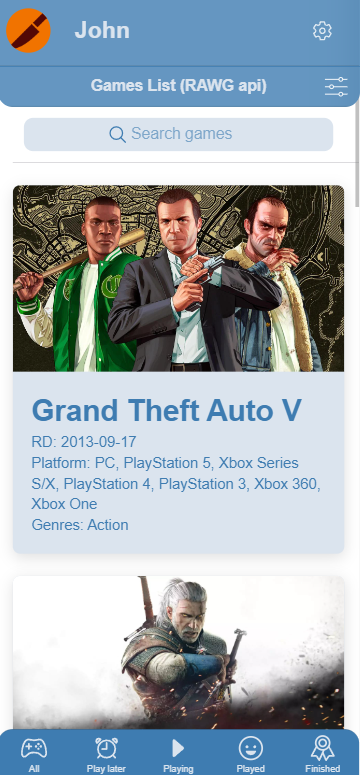 John
Games List (RAWG api)
Search games
Grand Theft Auto V
RD: 2013-09-17
Platform: PC, PlayStation 5, Xbox Series
S/X, PlayStation 4, PlayStation 3, Xbox 360,
Xbox One
Genres: Action
All
Play later
Playing
Played
Finished